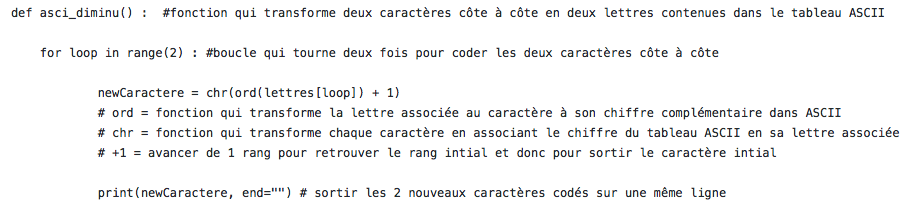 def asci_diminu() :  #fonction qui transforme deux caractères côte à côte en deux lettres contenues dans le tableau ASCII
for loop in range(2) : #boucle qui tourne deux fois pour coder les deux caractères côte à côte
newCaractere = chr(ord(lettres[loop]) + 1)
# ord = fonction qui transforme la lettre associée au caractère à son chiffre complémentaire dans ASCII
# chr = fonction qui transforme chaque caractère en associant le chiffre du tableau ASCII en sa lettre associée
# +1 = avancer de 1 rang pour retrouver le rang intial et donc pour sortir le caractère intial
print(newCaractere, end="") # sortir les 2 nouveaux caractères codés sur une même ligne